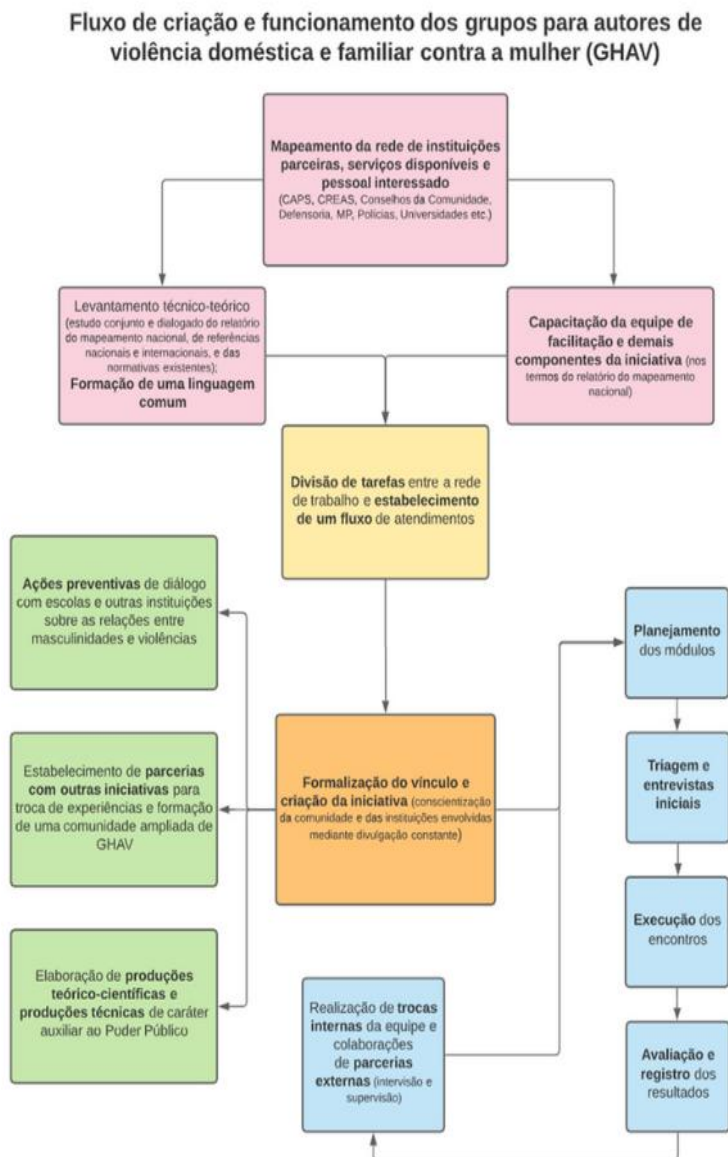 Fluxo de criação e funcionamento dos grupos para autores de
violência doméstica e familiar contra a mulher (GHAV)
Mapeamento da rede de instituições
parceiras, serviços disponíveis e
pessoal interessado
(CAPS, CREAS, Conselhos da Comunidade,
Defensoria, MP, Polícias, Universidades etc.)
Levantamento técnico-teórico
(estudo conjunto e dialogado do relatório
do mapeamento nacional, de referências
nacionais e internacionais, e das
normativas existentes);
Formação de uma linguagem
comum
Capacitação da equipe de
facilitação e demais
componentes da iniciativa (nos
termos do relatório do mapeamento
nacional)
Divisão de tarefas entre a rede
de trabalho e estabelecimento
de um fluxo de atendimentos
Ações preventivas de diálogo
com escolas e outras instituições
sobre as relações entre
masculinidades e violências
Estabelecimento de parcerias
com outras iniciativas para
troca de experiências e formação
de uma comunidade ampliada de
GHAV
Elaboração de produções
teórico-científicas e
produções técnicas de caráter
auxiliar ao Poder Público
Formalização do vínculo e
criação da iniciativa (conscientização
da comunidade e das instituições envolvidas
mediante divulgação constante)
Planejamento
dos módulos
Triagem e
entrevistas
iniciais
Execução dos
encontros
Avaliação e
registro dos
resultados
Realização de trocas
internas da equipe e
colaborações
de parcerias
externas (intervisão e
supervisão)